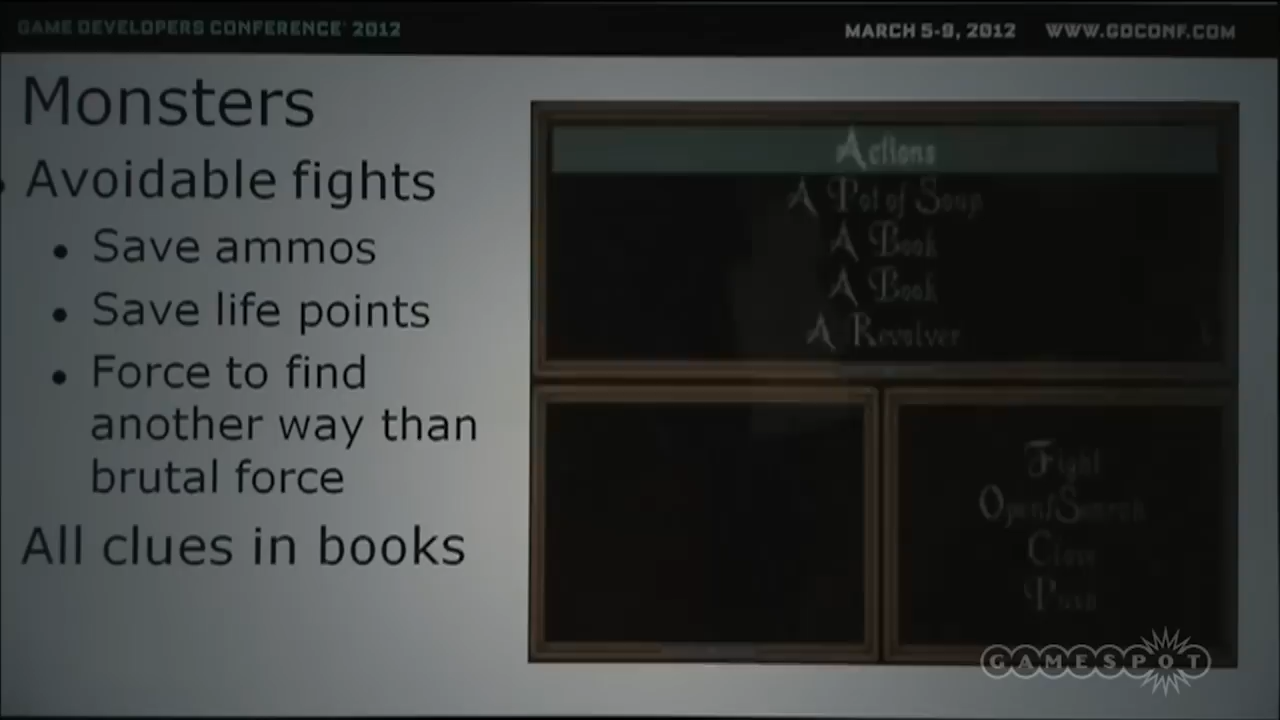 GAME DEVELOPERS CONFERENCE® 2012
MARCH 5-9, 2012 WWW.GDCONF.COM
Monsters
Avoidable fights
• Save ammos
• Save life points
• Force to find
another way than
brutal force
All clues in books
Actions
A Pot of Soup
A Book
A Book
A Revolver
Fight
Open/Search
Close
Push
GAMESPOT